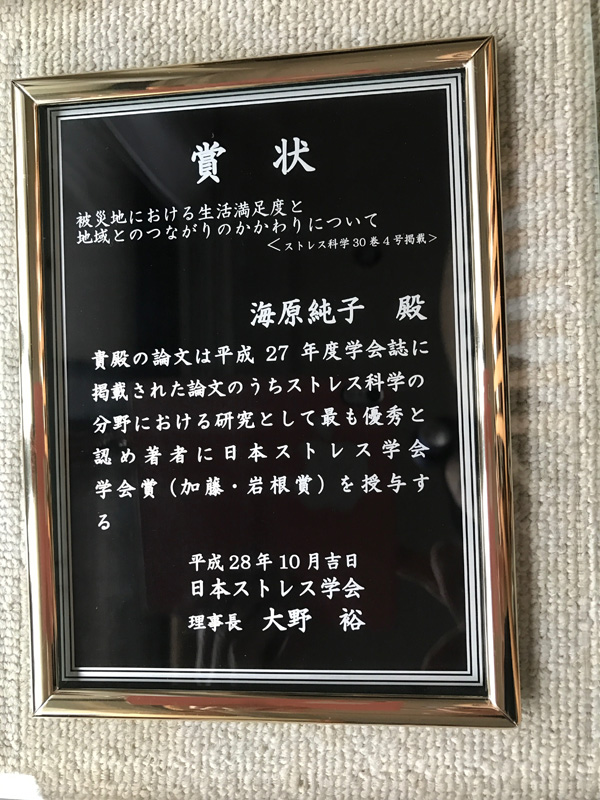 賞 状
被災地における生活満足度と
地域とのつながりのかかわりについて
＜ストレス科学30巻4号掲載＞
海原純子 殿
貴殿の論文は平成 27 年度学会誌に
掲載された論文のうちストレス科学の
分野における研究として最も優秀と
認め著者に日本ストレス学会
学会賞（加藤・岩根賞）を授与す
る
平成28年10月吉日
日本ストレス学会
理事長 大野 裕